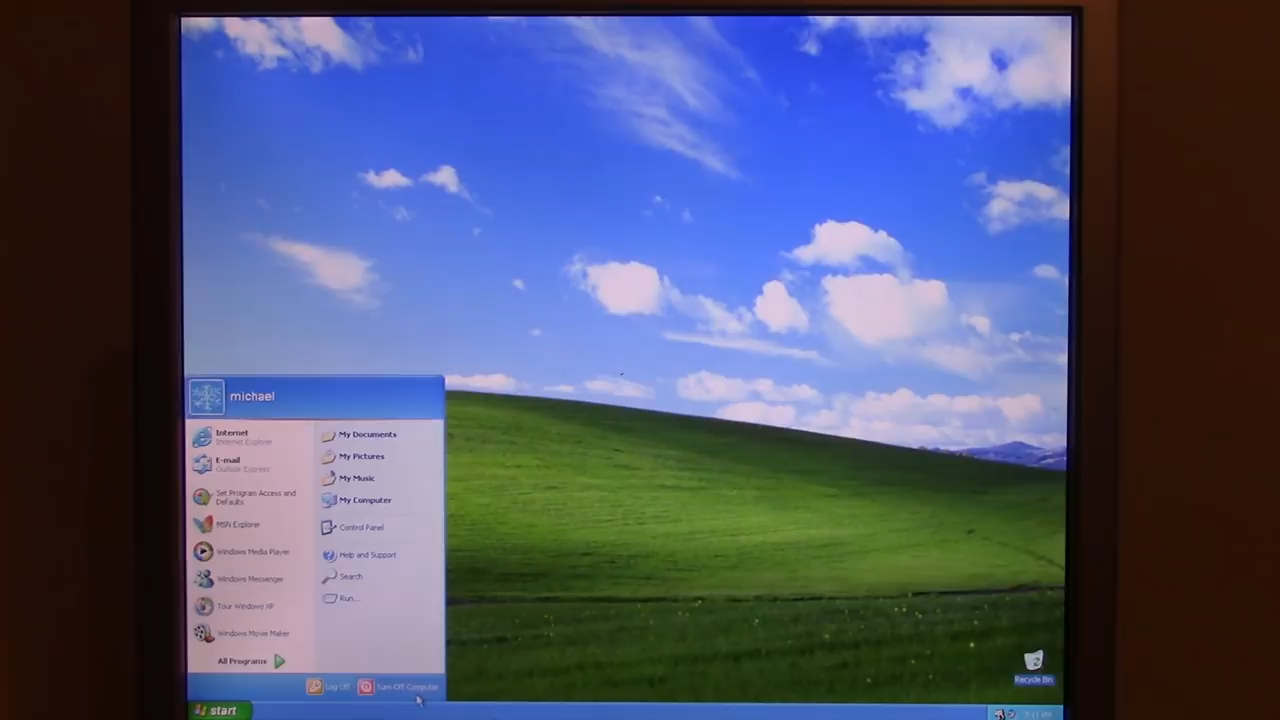 michael
Internet
Internet Explorer
E-mail
Outlook Express
Set Program Access and
Defaults
MSN Explorer
Windows Media Player
Windows Messenger
Tour Windows XP
Windows Movie Maker
All Programs
My Documents
My Pictures
My Music
My Computer
Control Panel
Help and Support
Search
Run...
Log Off
Turn Off Computer
Recycle Bin
start